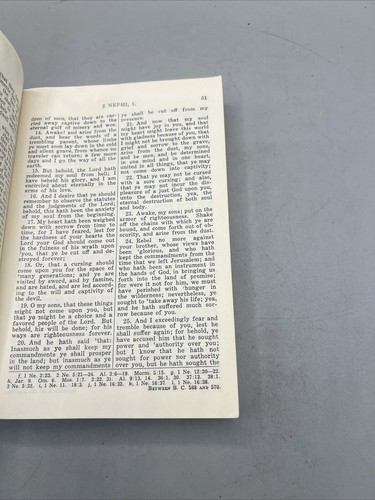 2 NEPHI, 1.
51
dren of men, that they are car-
ried away captive down to the
eternal gulf of misery and woe.
14. Awake! and arise from the
dust, and hear the words of a
trembling parent, whose limbs
ye must soon lay down in the cold
and silent grave, from whence no
traveler can return; a few more
days and I go the way of all the
earth.
15. But behold, the Lord hath
redeemed my soul from hell; I
have beheld his glory, and I am
encircled about eternally in the
arms of his love.
16. And I desire that ye should
remember to observe the statutes
and the judgments of the Lord;
behold, this hath been the anxiety
of my soul from the beginning.
17. My heart hath been weighed
down with sorrow from time to
time, for I have feared, lest for
the hardness of your hearts the
Lord your God should come out
in the fulness of his wrath upon
you, that ye be cut off and de-
stroyed forever;
18. Or, that a cursing should
come upon you for the space of
many generations; and ye are
visited by sword, and by famine,
and are hated, and are led accord-
ing to the will and captivity of
the devil.
19. O my sons, that these things
might not come upon you, but
that ye might be a choice and a
favored people of the Lord. But
behold, his will be done; for his
ways are righteousness forever.
20. And he hath said that:
Inasmuch as ye shall keep my
commandments ye shall prosper
in the land; but inasmuch as ye
will not keep my commandments
ye shall be cut off from my
presence.
21. And now that my soul
might have joy in you, and that
my heart might leave this world
with gladness because of you, that
I might not be brought down with
grief and sorrow to the grave,
arise from the dust, my sons,
and be men, and be determined
in one mind and in one heart,
united in all things, that ye may
not come down into captivity;
22. That ye may not be cursed
with a sore cursing; and also,
that ye may not incur the dis-
pleasure of a just God upon you,
unto the destruction, yea, the
eternal destruction of both soul
and body.
23. Awake, my sons; put on the
armor of righteousness. Shake
off the chains with which ye are
bound, and come forth out of ob-
scurity, and arise from the dust.
24. Rebel no more against
your brother, whose views have
been glorious, and who hath
kept the commandments from the
time that we left Jerusalem; and
who hath been an instrument in
the hands of God, in bringing us
forth into the land of promise;
for were it not for him, we must
have perished with hunger in
the wilderness; nevertheless, ye
sought to take away his life; yea,
and he hath suffered much sor-
row because of you.
25. And I exceedingly fear and
tremble because of you, lest he
shall suffer again; for behold, ye
have accused him that he sought
power and authority over you;
but I know that he hath not
sought for power nor authority
over you, but he hath sought the
BETWEEN B. C. 588 AND 570.